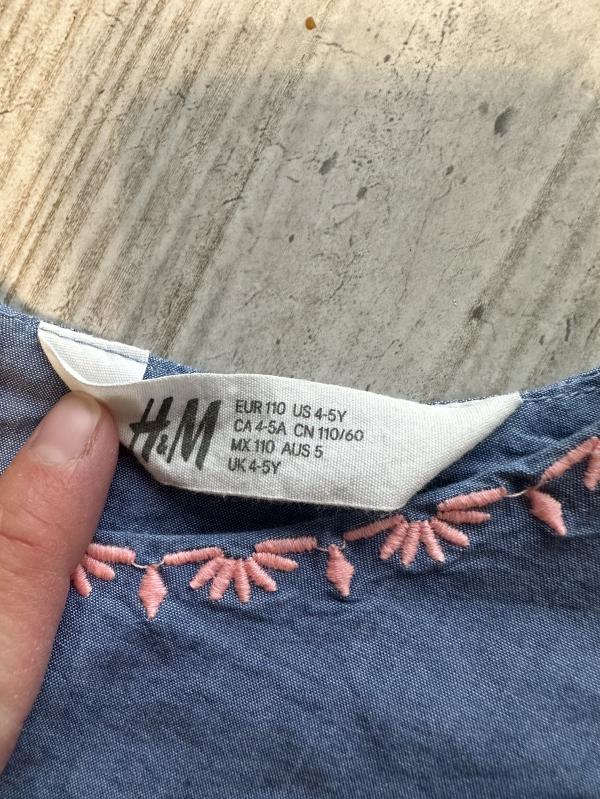 H&M
EUR 110 US 4-5Y
CA 4-5A CN 110/60
MX 110 AUS 5
UK 4-5Y